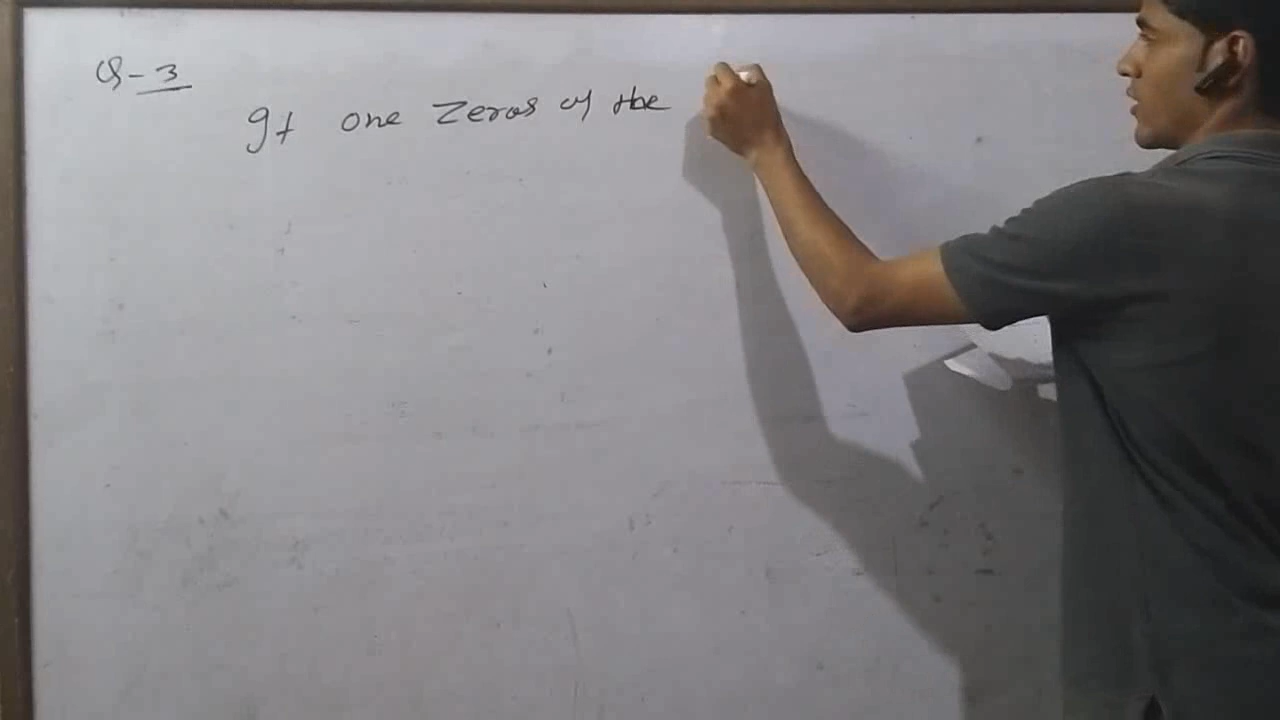 Q-3
If one zeros of the